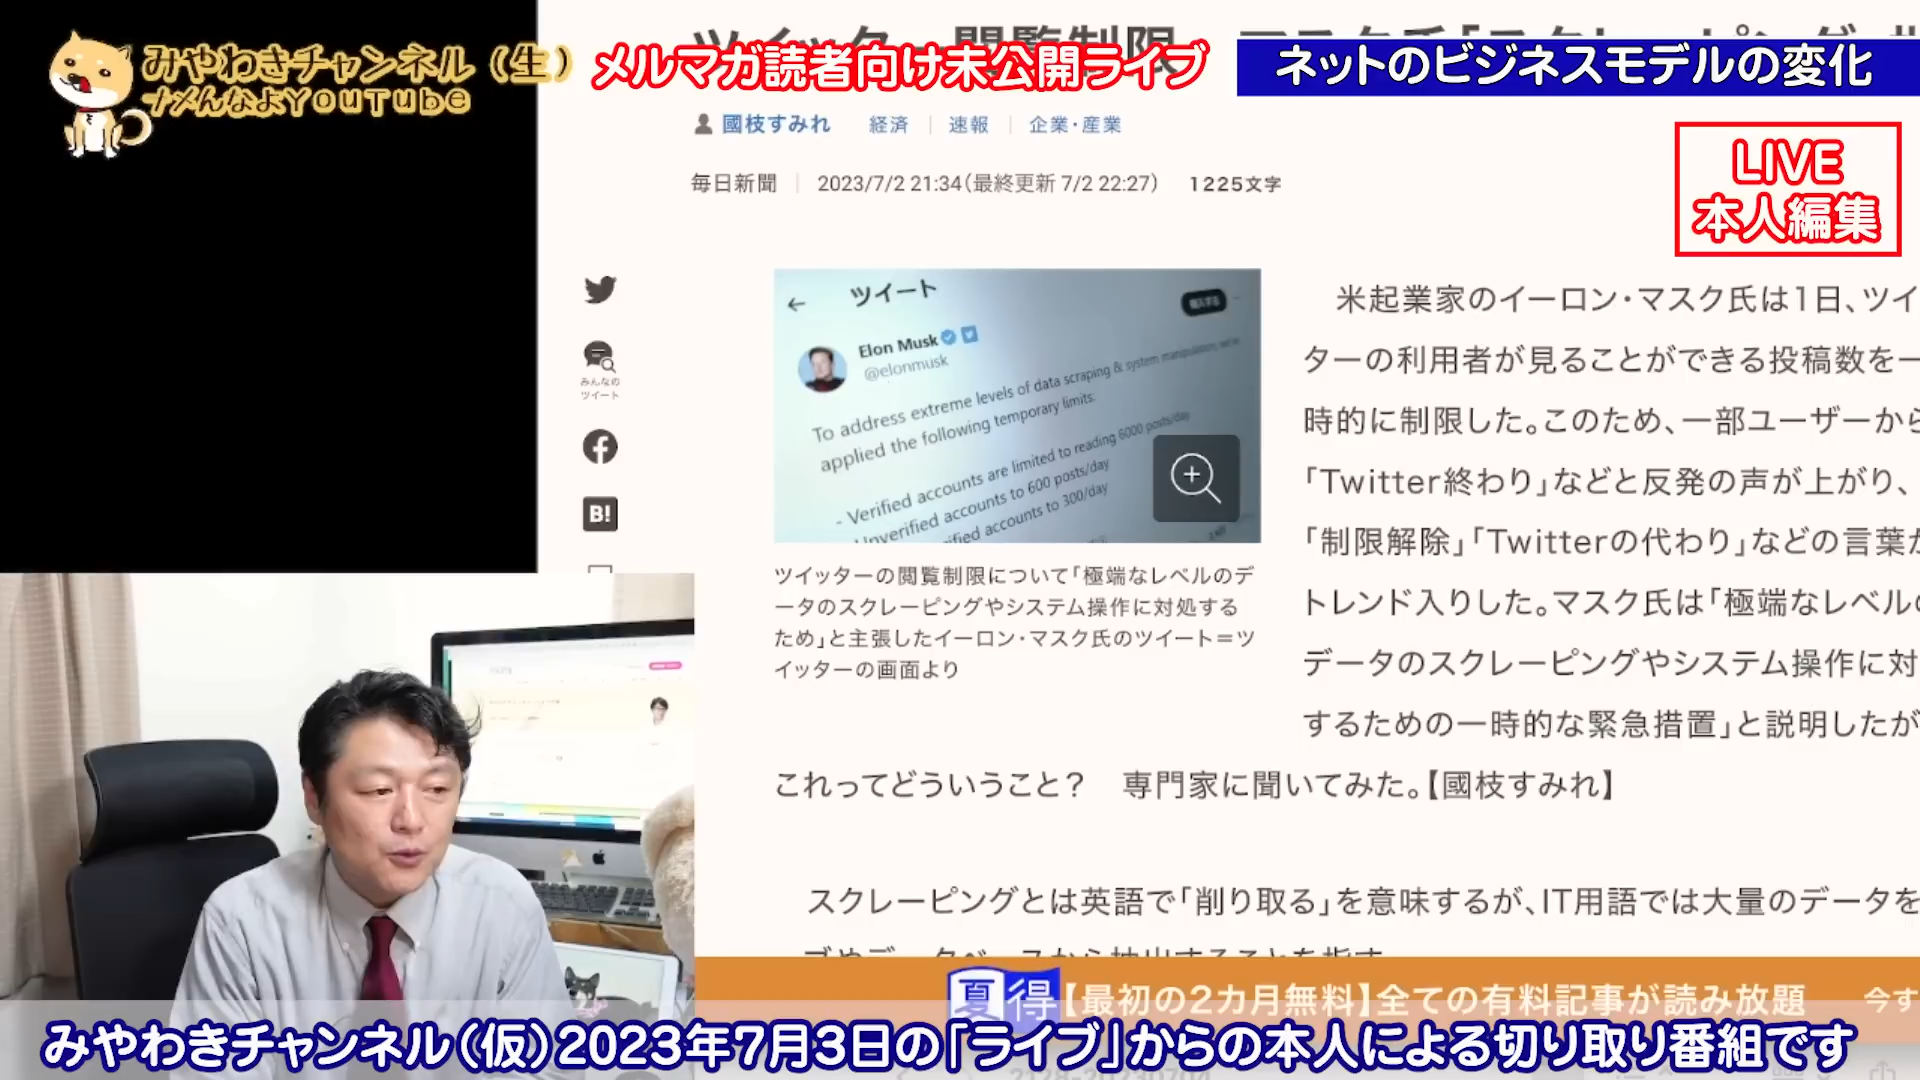 みやわきチャンネル（生）
ナメんなよYouTube
メルマガ読者向け未公開ライブ
ネットのビジネスモデルの変化
LIVE
本人編集
國枝すみれ 経済 速報 企業・産業
毎日新聞 2023/7/2 21:34（最終更新 7/2 22:27） 1225文字
みんなの
ツイート
B!
ツイート
購入する
Elon Musk
@elonmusk
To address extreme levels of data scraping & system manipulation
applied the following temporary limits:
- Verified accounts are limited to reading 6000 posts/day
Unverified accounts to 600 posts/day
ified accounts to 300/day
ツイッターの閲覧制限について「極端なレベルのデ
ータのスクレーピングやシステム操作に対処する
ため」と主張したイーロン・マスク氏のツイート＝ツ
イッターの画面より
米起業家のイーロン・マスク氏は1日、ツイ
ターの利用者が見ることができる投稿数を一
時的に制限した。このため、一部ユーザーから
「Twitter終わり」などと反発の声が上がり、
「制限解除」「Twitterの代わり」などの言葉が
トレンド入りした。マスク氏は「極端なレベルの
データのスクレーピングやシステム操作に対
するための一時的な緊急措置」と説明したが
これってどういうこと？ 専門家に聞いてみた。【國枝すみれ】
スクレーピングとは英語で「削り取る」を意味するが、IT用語では大量のデータを
夏得【最初の2カ月無料】全ての有料記事が読み放題 今す
みやわきチャンネル（仮）2023年7月3日の「ライブ」からの本人による切り取り番組です